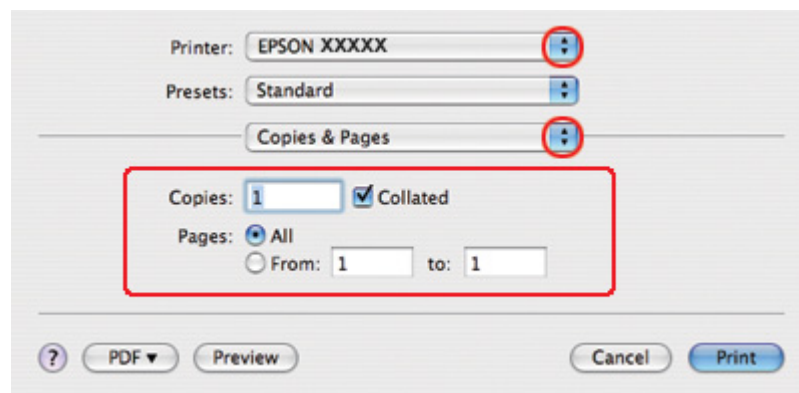 Printer: EPSON XXXXX
Presets: Standard
Copies & Pages
Copies: 1 Collated
Pages: All
From: 1 to: 1
? PDF ▼ Preview Cancel Print